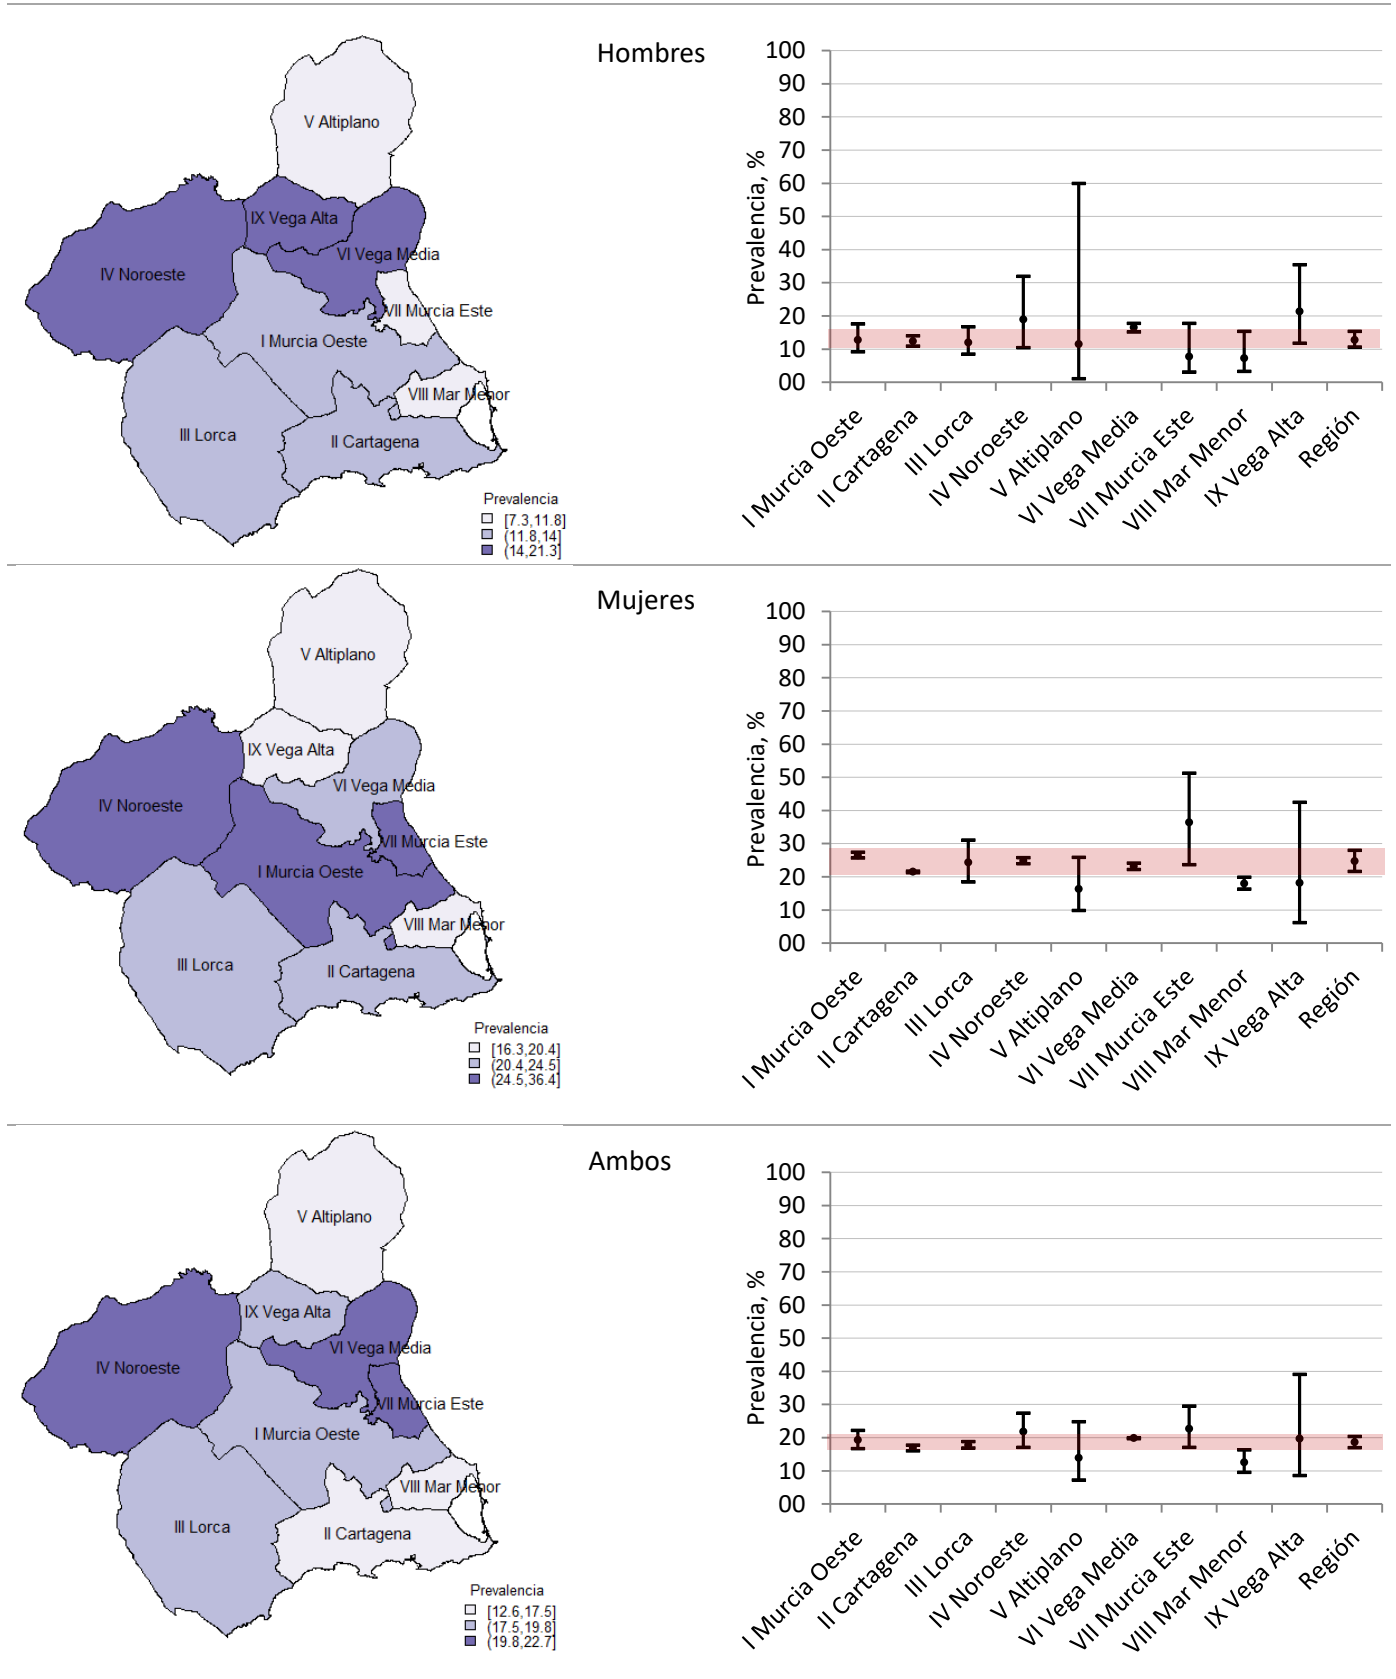 Hombres
V Altiplano
IX Vega Alta
VI Vega Media
IV Noroeste
VII Murcia Este
I Murcia Oeste
VIII Mar Menor
III Lorca
II Cartagena
Prevalencia
[7.3,11.8]
(11.8,14]
(14,21.3]
Prevalencia, %
100
90
80
70
60
50
40
30
20
10
00
I Murcia Oeste
II Cartagena
III Lorca
IV Noroeste
V Altiplano
VI Vega Media
VII Murcia Este
VIII Mar Menor
IX Vega Alta
Región
Mujeres
V Altiplano
IX Vega Alta
VI Vega Media
IV Noroeste
VII Murcia Este
I Murcia Oeste
VIII Mar Menor
III Lorca
II Cartagena
Prevalencia
[16.3,20.4]
(20.4,24.5]
(24.5,36.4]
Prevalencia, %
100
90
80
70
60
50
40
30
20
10
00
I Murcia Oeste
II Cartagena
III Lorca
IV Noroeste
V Altiplano
VI Vega Media
VII Murcia Este
VIII Mar Menor
IX Vega Alta
Región
Ambos
V Altiplano
IX Vega Alta
VI Vega Media
IV Noroeste
VII Murcia Este
I Murcia Oeste
VIII Mar Menor
III Lorca
II Cartagena
Prevalencia
[12.6,17.5]
(17.5,19.8]
(19.8,22.7]
Prevalencia, %
100
90
80
70
60
50
40
30
20
10
00
I Murcia Oeste
II Cartagena
III Lorca
IV Noroeste
V Altiplano
VI Vega Media
VII Murcia Este
VIII Mar Menor
IX Vega Alta
Región